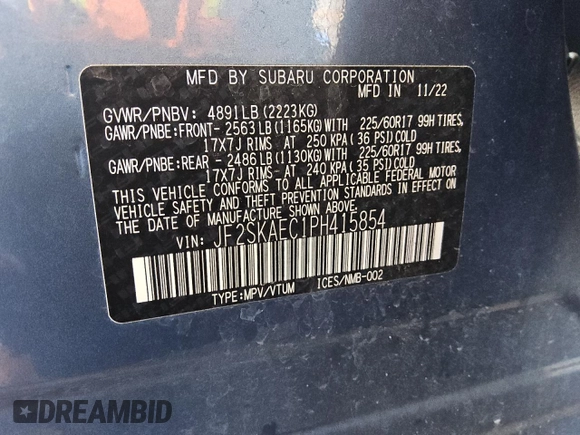 MFD BY SUBARU CORPORATION
MFD IN 11/22
GVWR/PNBV: 4891LB (2223KG)
GAWR/PNBE:FRONT- 2563LB (1165KG) WITH 225/60R17 99H TIRES,
17X7J RIMS AT 250 KPA (36 PSI) COLD
GAWR/PNBE:REAR - 2486LB (1130KG) WITH 225/60R17 99H TIRES,
17X7J RIMS AT 240 KPA (35 PSI) COLD
THIS VEHICLE CONFORMS TO ALL APPLICABLE FEDERAL MOTOR
VEHICLE SAFETY AND THEFT PREVENTION STANDARDS IN EFFECT ON
THE DATE OF MANUFACTURE SHOWN ABOVE.
VIN: JF2SKAEC1PH415854
TYPE:MPV/VTUM ICES/NMB-002
DREAMBID